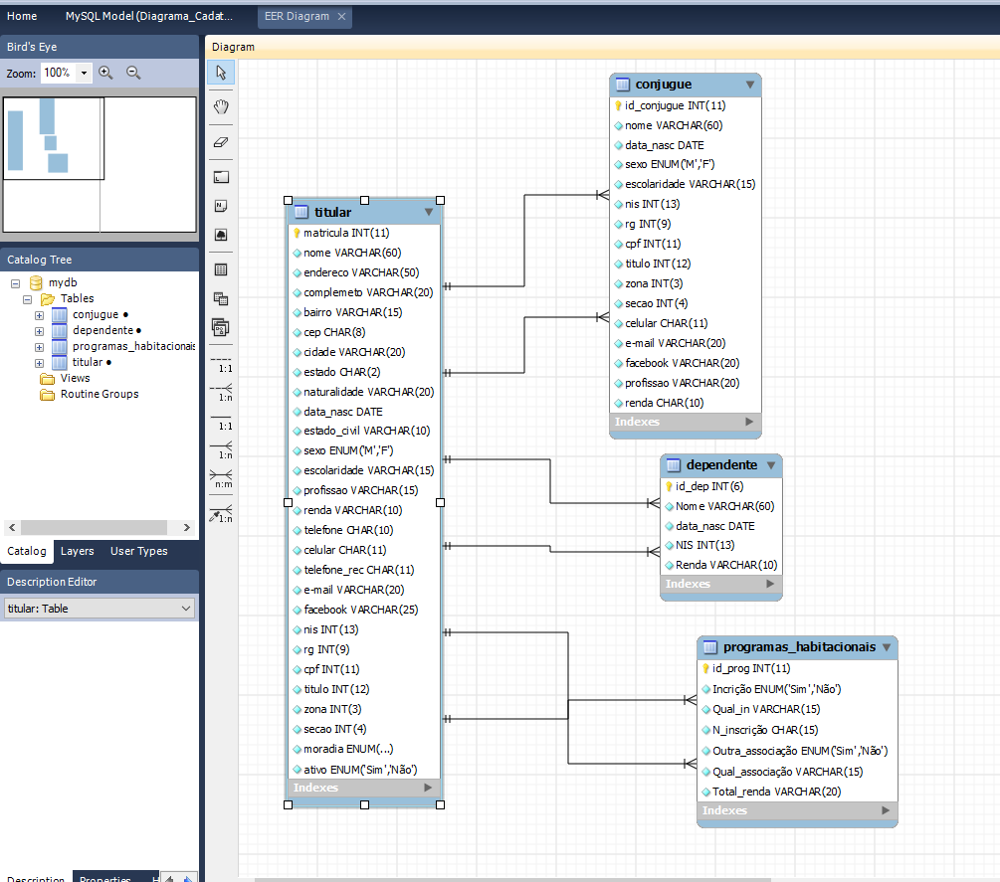 Home
MySQL Model (Diagrama_Cadat...
EER Diagram
Bird's Eye
Zoom: 100%
Catalog Tree
mydb
Tables
conjugue
dependente
programas_habitacionais
titular
Views
Routine Groups
Catalog
Layers
User Types
Description Editor
titular: Table
Description
Properties
H
Diagram
1:1
1:n
1:1
1:n
n:m
1:n
titular
matricula INT(11)
nome VARCHAR(60)
endereco VARCHAR(50)
complemeto VARCHAR(20)
bairro VARCHAR(15)
cep CHAR(8)
cidade VARCHAR(20)
estado CHAR(2)
naturalidade VARCHAR(20)
data_nasc DATE
estado_civil VARCHAR(10)
sexo ENUM('M','F')
escolaridade VARCHAR(15)
profissao VARCHAR(15)
renda VARCHAR(10)
telefone CHAR(10)
celular CHAR(11)
telefone_rec CHAR(11)
e-mail VARCHAR(20)
facebook VARCHAR(25)
nis INT(13)
rg INT(9)
cpf INT(11)
titulo INT(12)
zona INT(3)
secao INT(4)
moradia ENUM(...)
ativo ENUM('Sim','Não')
Indexes
conjugue
id_conjugue INT(11)
nome VARCHAR(60)
data_nasc DATE
sexo ENUM('M','F')
escolaridade VARCHAR(15)
nis INT(13)
rg INT(9)
cpf INT(11)
titulo INT(12)
zona INT(3)
secao INT(4)
celular CHAR(11)
e-mail VARCHAR(20)
facebook VARCHAR(20)
profissao VARCHAR(20)
renda CHAR(10)
Indexes
dependente
id_dep INT(6)
Nome VARCHAR(60)
data_nasc DATE
NIS INT(13)
Renda VARCHAR(10)
Indexes
programas_habitacionais
id_prog INT(11)
Incrição ENUM('Sim','Não')
Qual_in VARCHAR(15)
N_inscrição CHAR(15)
Outra_associação ENUM('Sim','Não')
Qual_associação VARCHAR(15)
Total_renda VARCHAR(20)
Indexes